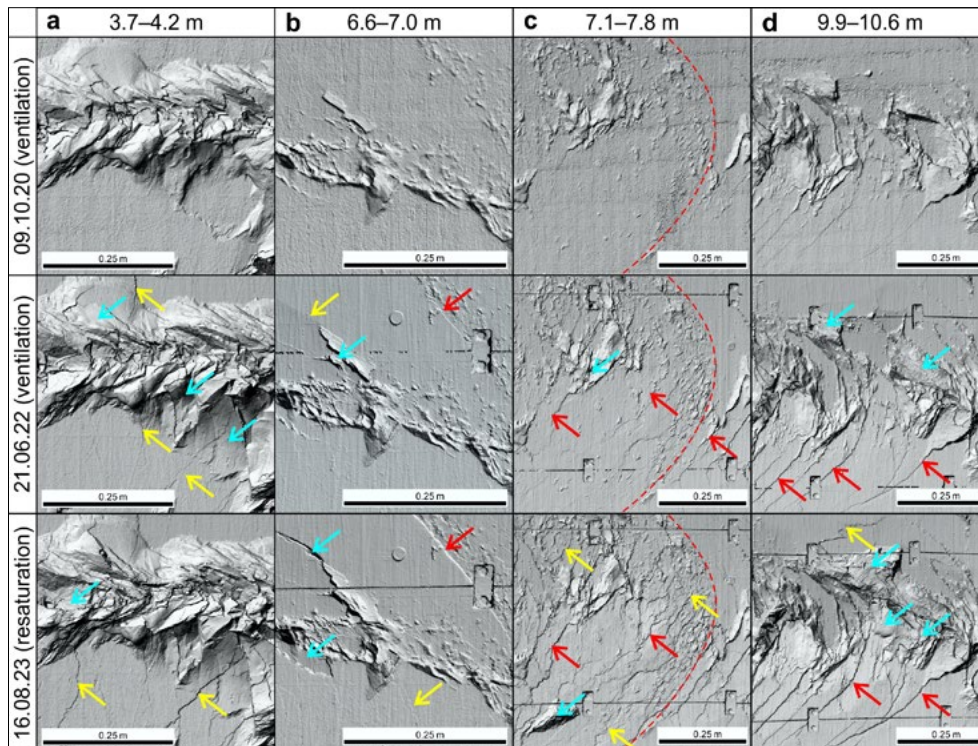 a 3.7–4.2 m
b 6.6–7.0 m
c 7.1–7.8 m
d 9.9–10.6 m
09.10.20 (ventilation)
0.25 m
0.25 m
0.25 m
0.25 m
21.06.22 (ventilation)
0.25 m
0.25 m
0.25 m
0.25 m
16.08.23 (resaturation)
0.25 m
0.25 m
0.25 m
0.25 m